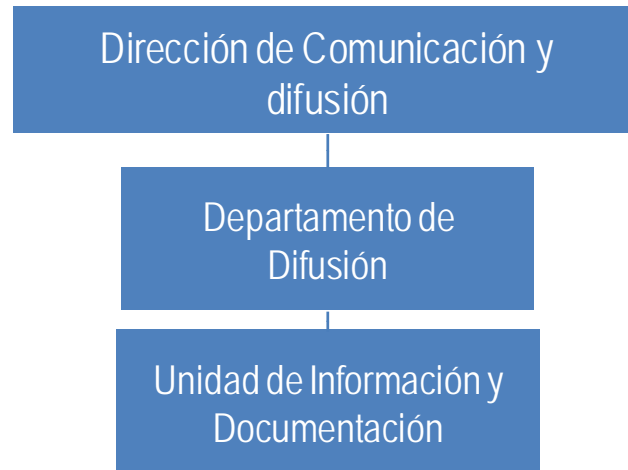 Dirección de Comunicación y
difusión
Departamento de
Difusión
Unidad de Información y
Documentación